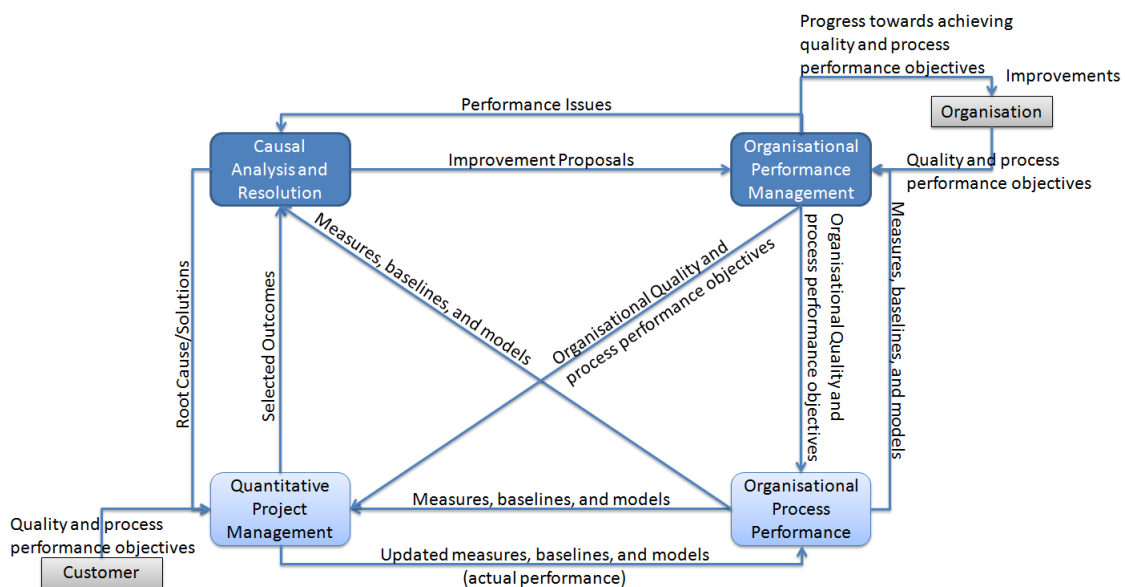 Progress towards achieving
quality and process
performance objectives
Improvements
Organisation
Performance Issues
Causal
Analysis and
Resolution
Improvement Proposals
Organisational
Performance
Management
Quality and process
performance objectives
Measures, baselines, and models
Organisational Quality and
process performance objectives
Organisational Quality and
process performance objectives
Measures, baselines, and models
Root Cause/Solutions
Selected Outcomes
Quantitative
Project
Management
Measures, baselines, and models
Organisational
Process
Performance
Quality and process
performance objectives
Customer
Updated measures, baselines, and models
(actual performance)